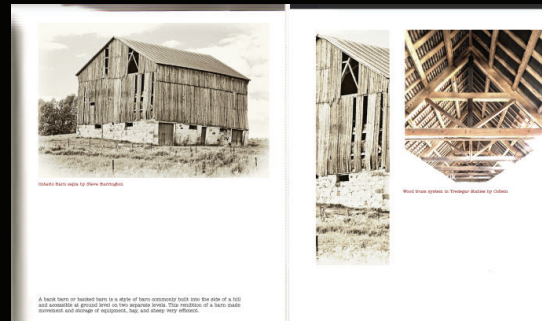 Ontario Barn sepia by Steve Harrington
Wood truss system in Tredegar Stables by Cobeia
A bank barn or banked barn is a style of barn commonly built into the side of a hill
and accessible at ground level on two separate levels. This rendition of a barn made
movement and storage of equipment, hay, and sheep very efficient.